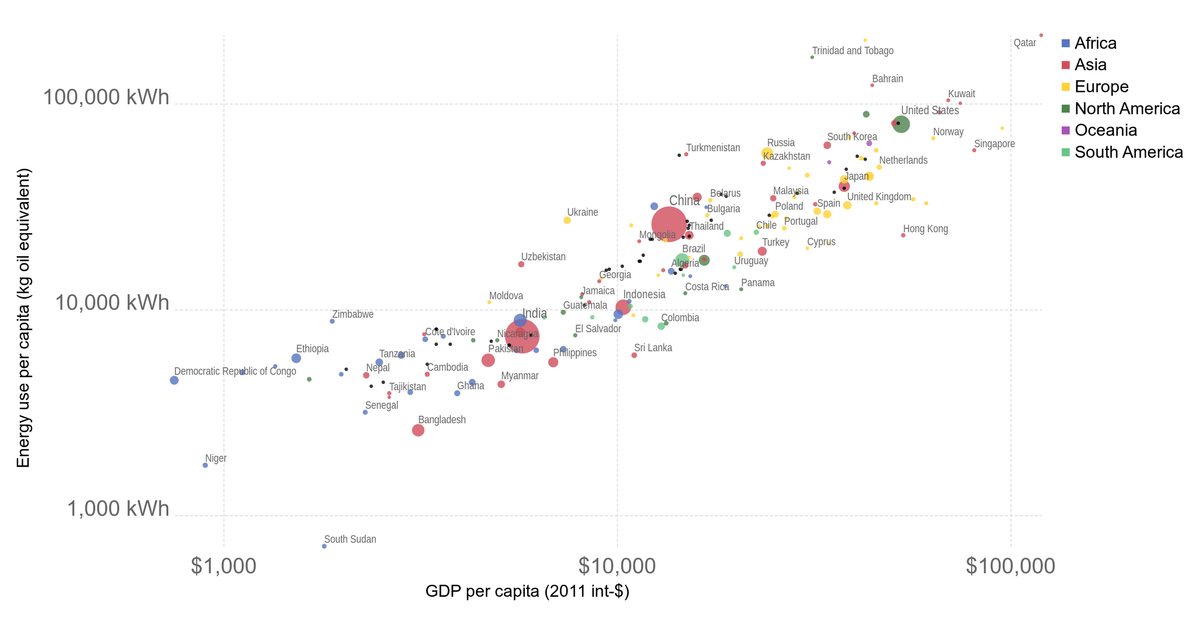 Qatar
Trinidad and Tobago
Bahrain
Kuwait
100,000 kWh
United States
Norway
South Korea
Russia
Singapore
Turkmenistan
Kazakhstan
Netherlands
Japan
Belarus
Malaysia
United Kingdom
China
Spain
Bulgaria
Poland
Ukraine
Portugal
Thailand
Chile
Hong Kong
Mongolia
Turkey
Cyprus
Brazil
Uzbekistan
Algeria
Uruguay
Georgia
Panama
Costa Rica
Jamaica
Indonesia
Moldova
10,000 kWh
Guatemala
Zimbabwe
India
Colombia
El Salvador
Cote d'Ivoire
Nicaragua
Ethiopia
Pakistan
Sri Lanka
Tanzania
Philippines
Democratic Republic of Congo
Nepal
Cambodia
Myanmar
Tajikistan
Ghana
Senegal
Bangladesh
Niger
1,000 kWh
South Sudan
$1,000
$10,000
$100,000
GDP per capita (2011 int-$)
Energy use per capita (kg oil equivalent)
Africa
Asia
Europe
North America
Oceania
South America